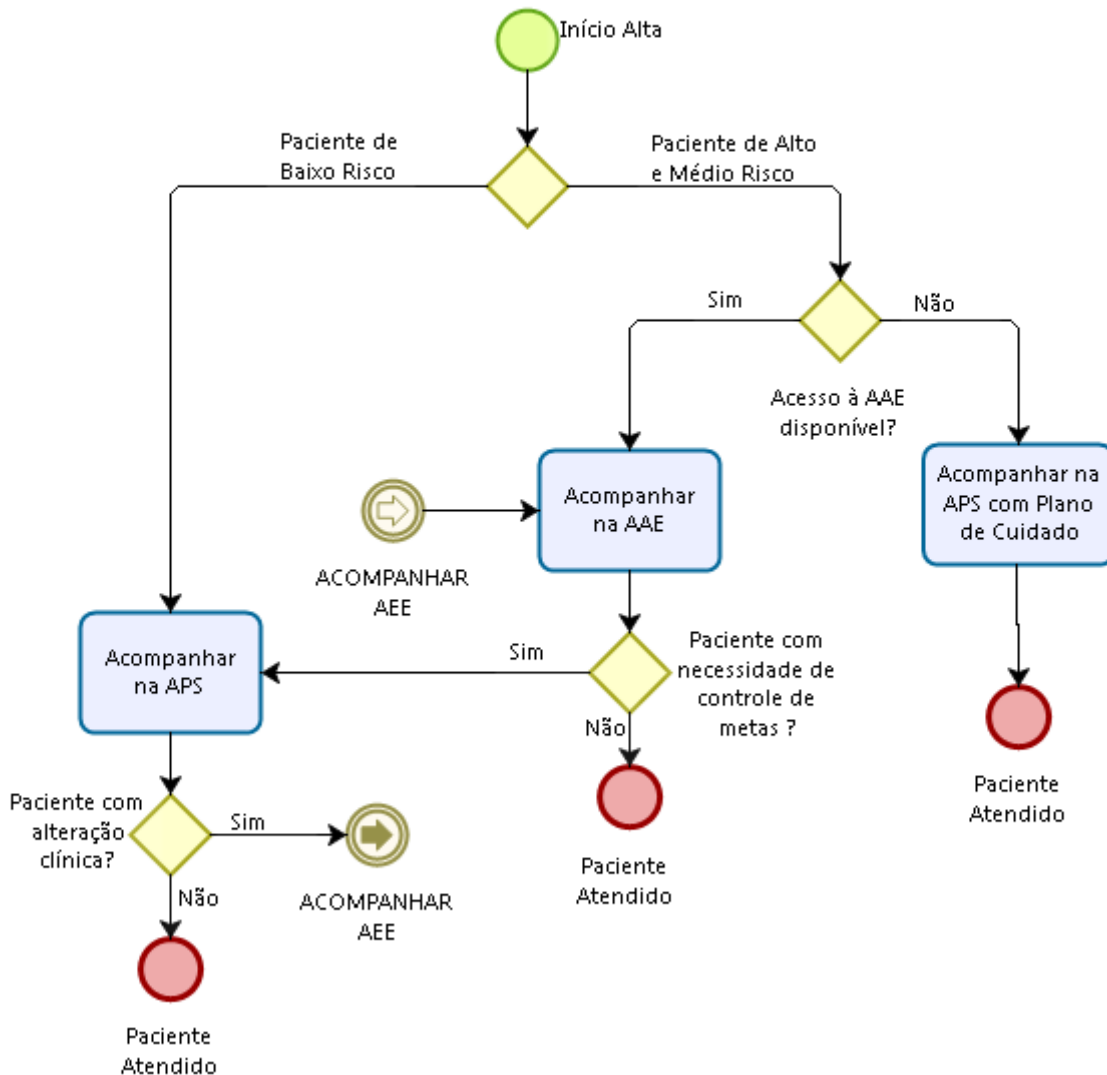 Início Alta
Paciente de
Baixo Risco
Paciente de Alto
e Médio Risco
Sim
Não
Acesso à AAE
disponível?
Acompanhar
na AAE
Acompanhar na
APS com Plano
de Cuidado
ACOMPANHAR
AEE
Acompanhar
na APS
Sim
Paciente com
necessidade de
controle de
metas ?
Não
Paciente
Atendido
Paciente
Atendido
Paciente com
alteração
clínica?
Sim
Não
ACOMPANHAR
AEE
Paciente
Atendido